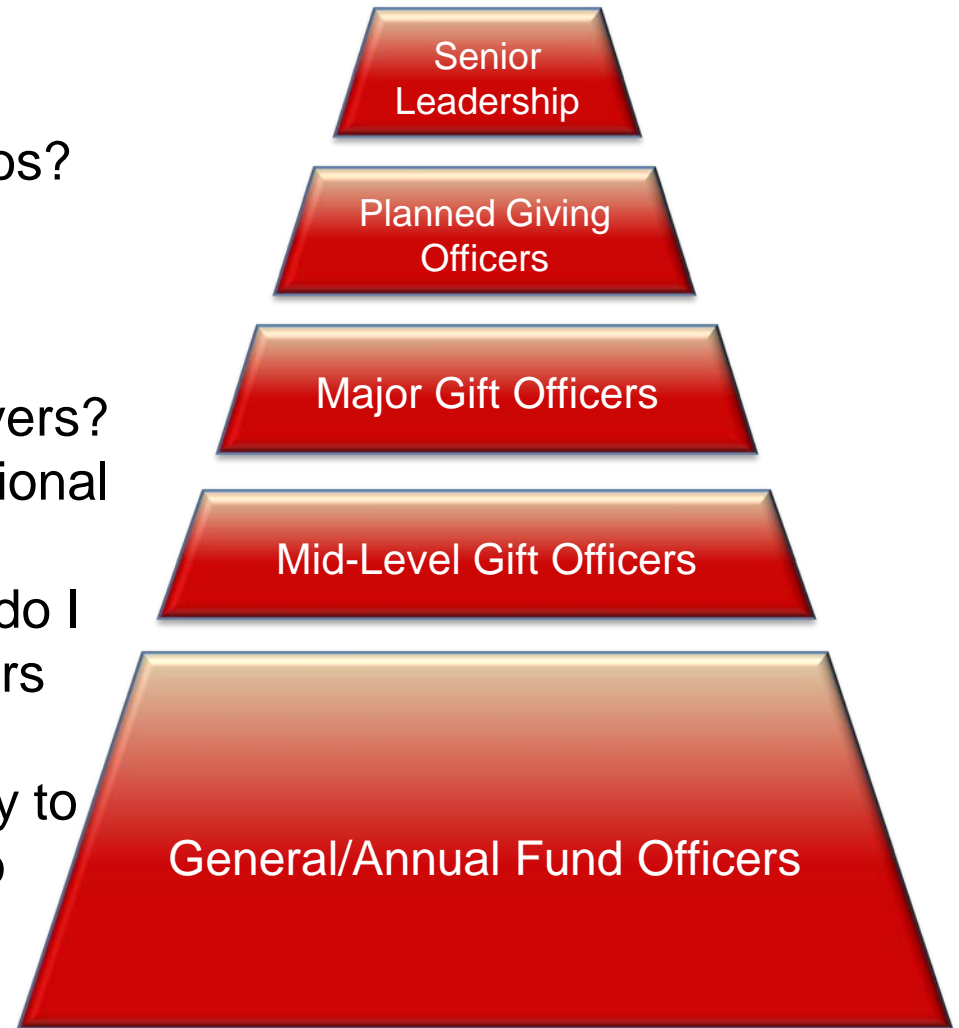 os?
vers?
ional
do I
rs
y to
Senior
Leadership
Planned Giving
Officers
Major Gift Officers
Mid-Level Gift Officers
General/Annual Fund Officers